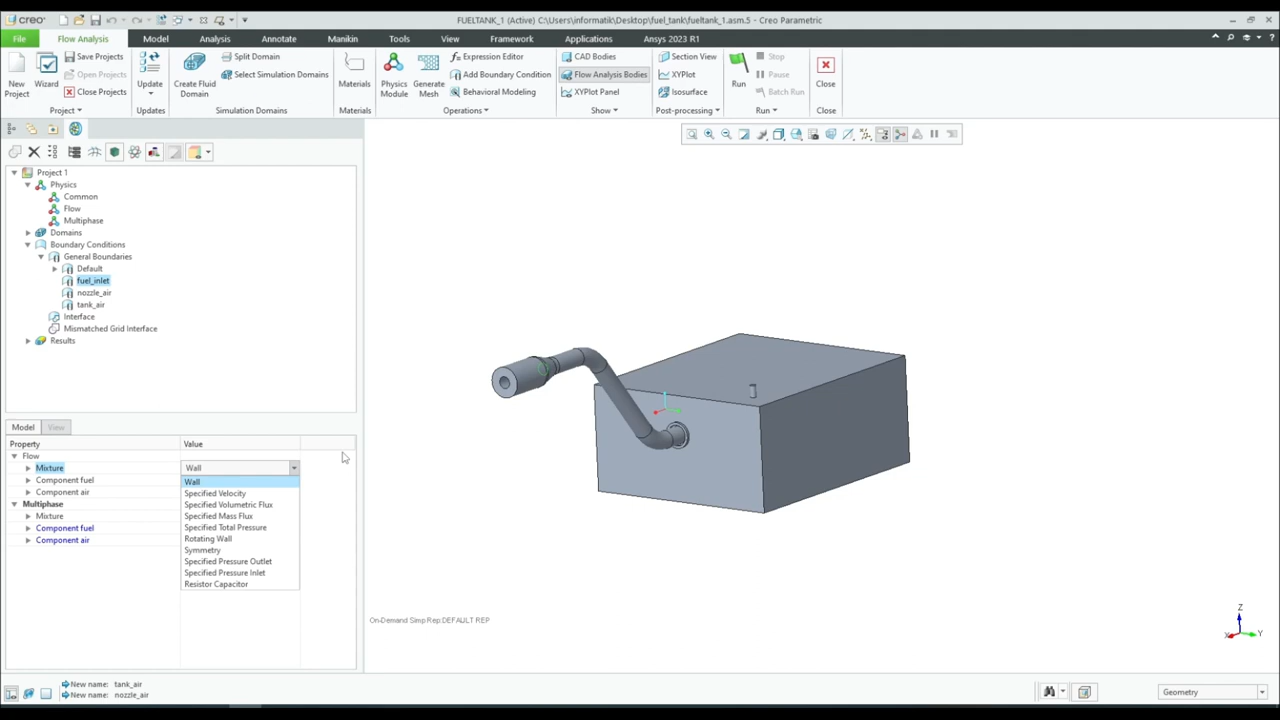 creo
FUELTANK_1 (Active) C:\Users\informatik\Desktop\fuel_tank\fueltank_1.asm.5 - Creo Parametric
File
Flow Analysis
Model
Analysis
Annotate
Manikin
Tools
View
Framework
Applications
Ansys 2023 R1
New Project
Wizard
Save Projects
Open Projects
Close Projects
Project
Update
Updates
Create Fluid Domain
Split Domain
Select Simulation Domains
Simulation Domains
Materials
Materials
Physics Module
Generate Mesh
Expression Editor
Add Boundary Condition
Behavioral Modeling
Operations
CAD Bodies
Flow Analysis Bodies
XYPlot Panel
Show
Section View
XYPlot
Isosurface
Post-processing
Run
Stop
Pause
Batch Run
Run
Close
Close
Project 1
Physics
Common
Flow
Multiphase
Domains
Boundary Conditions
General Boundaries
Default
fuel_inlet
nozzle_air
tank_air
Interface
Mismatched Grid Interface
Results
Model
View
Property
Value
Flow
Mixture
Wall
Component fuel
Component air
Multiphase
Mixture
Component fuel
Component air
Wall
Specified Velocity
Specified Volumetric Flux
Specified Mass Flux
Specified Total Pressure
Rotating Wall
Symmetry
Specified Pressure Outlet
Specified Pressure Inlet
Resistor Capacitor
On-Demand Simp Rep:DEFAULT REP
Z
X
Y
New name: tank_air
New name: nozzle_air
Geometry